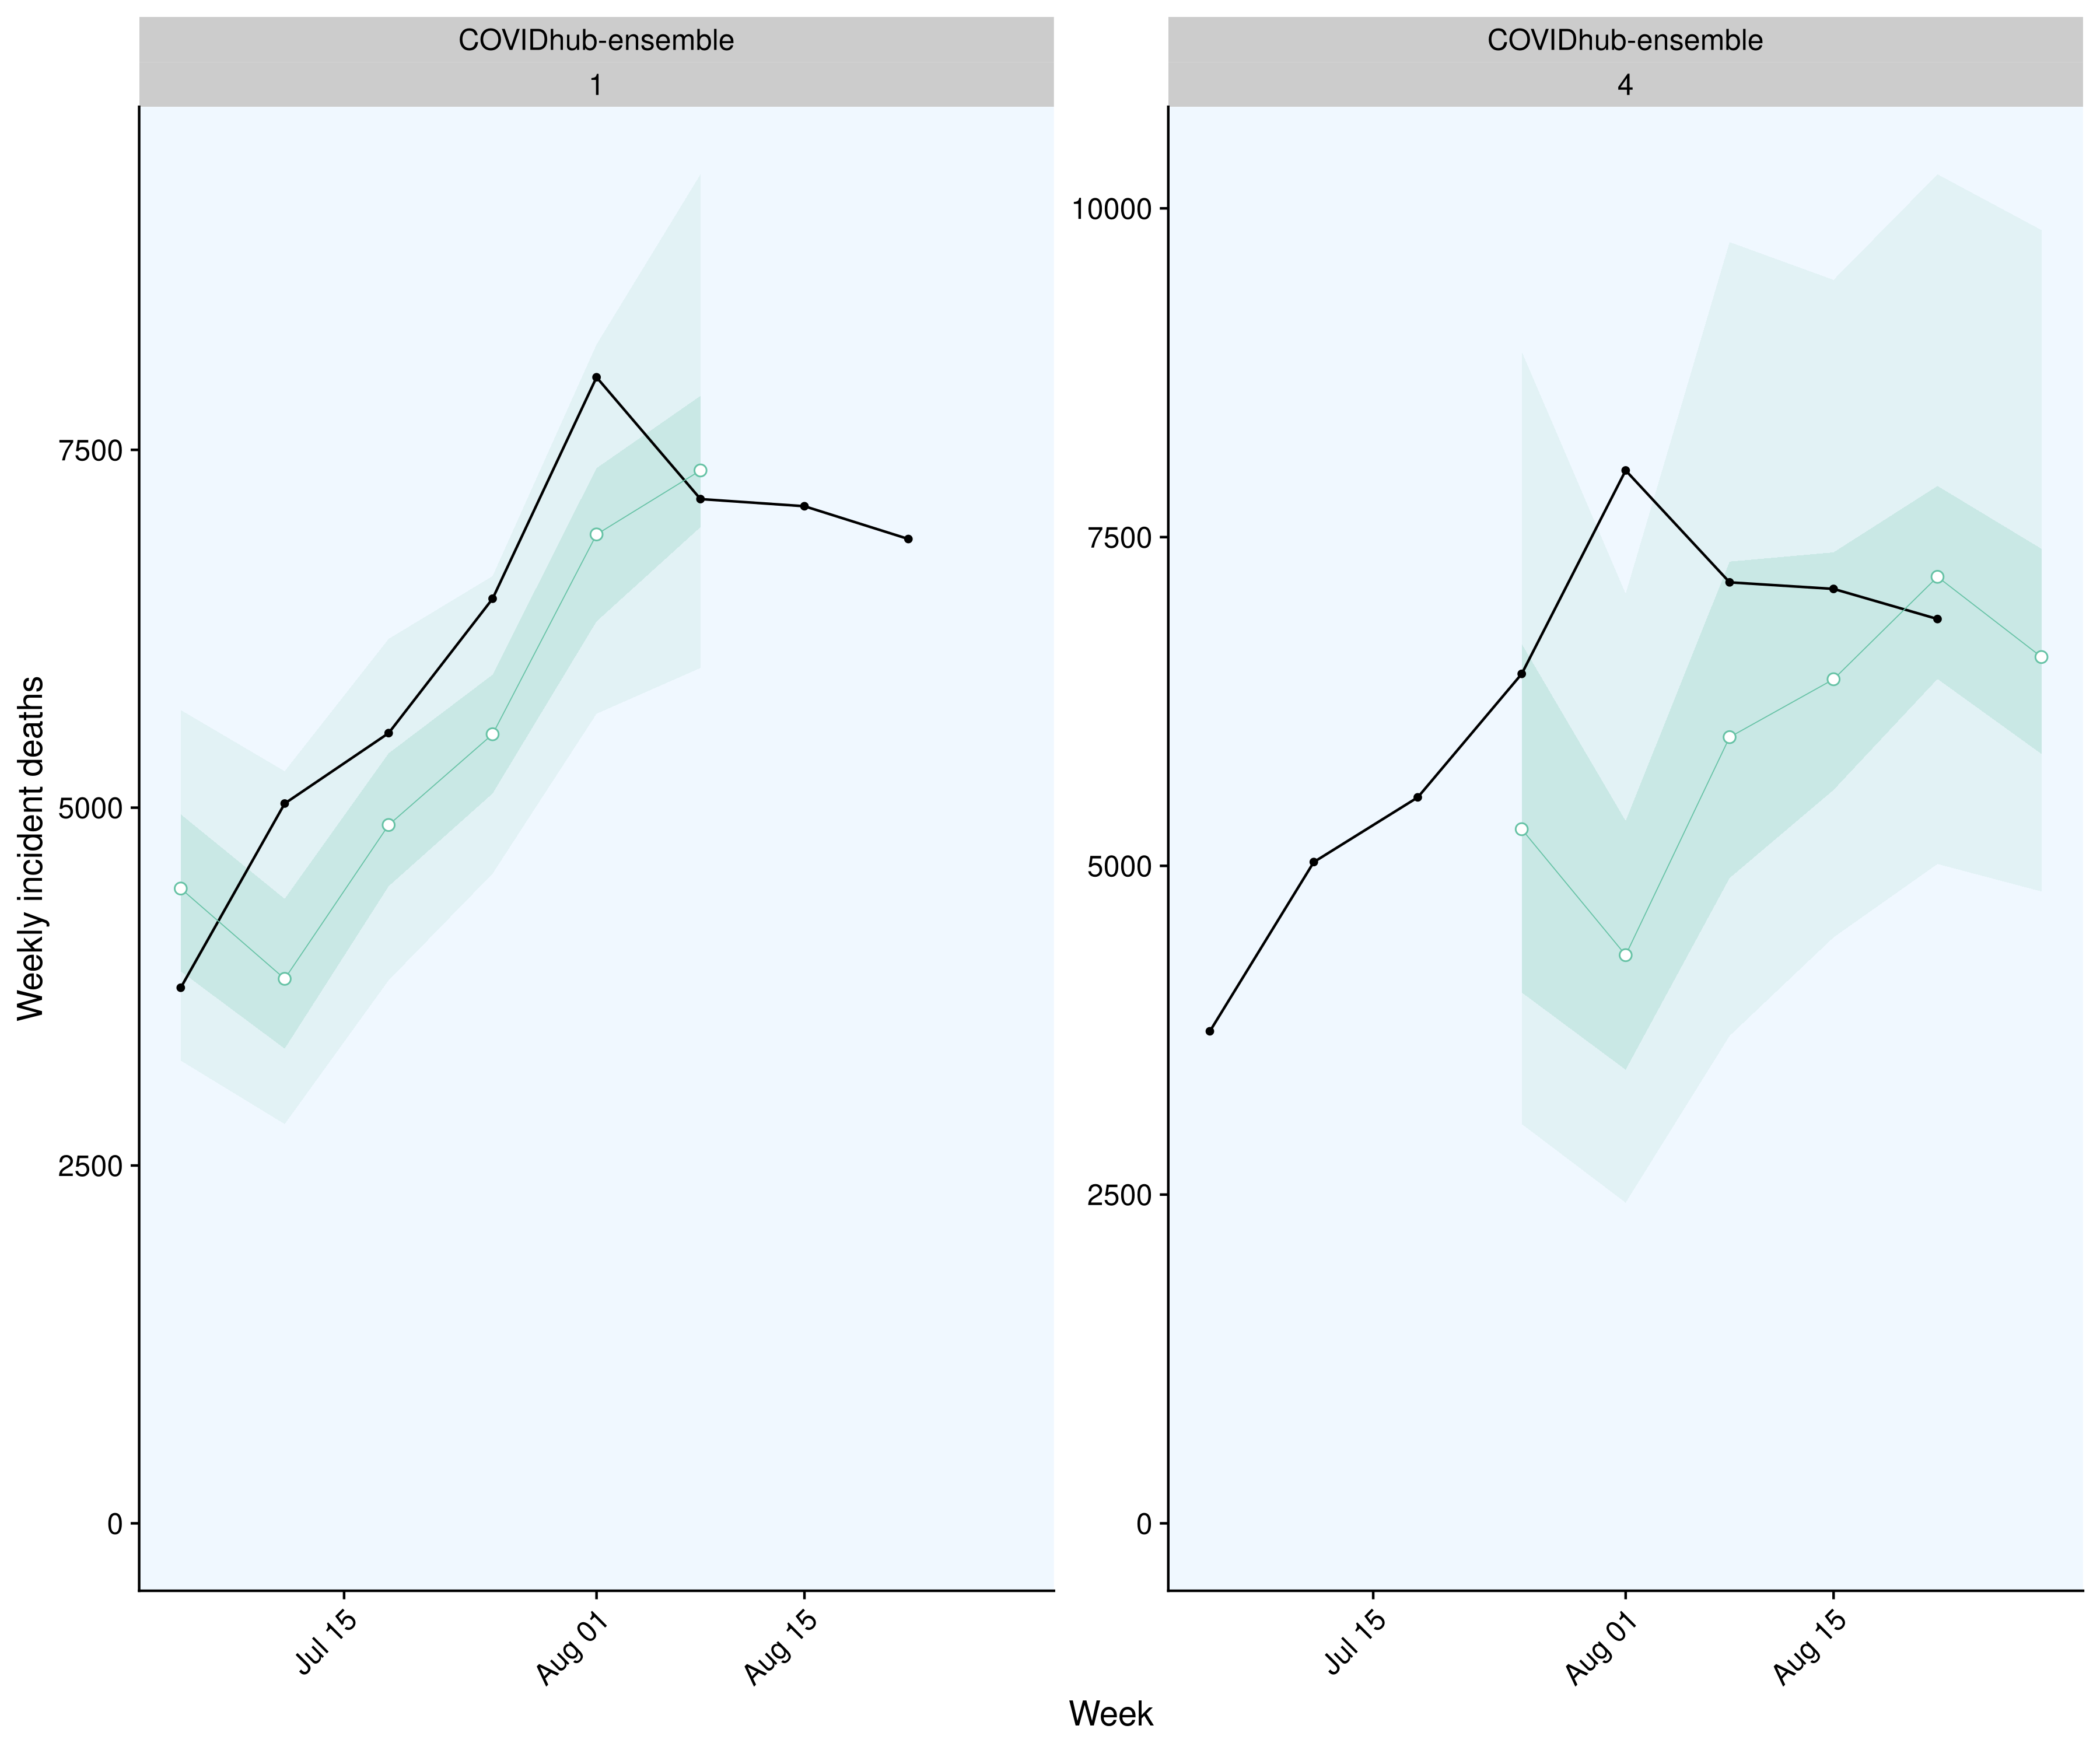 COVIDhub-ensemble
1
COVIDhub-ensemble
4
Weekly incident deaths
7500
5000
2500
0
10000
7500
5000
2500
0
Jul 15
Aug 01
Aug 15
Jul 15
Aug 01
Aug 15
Week